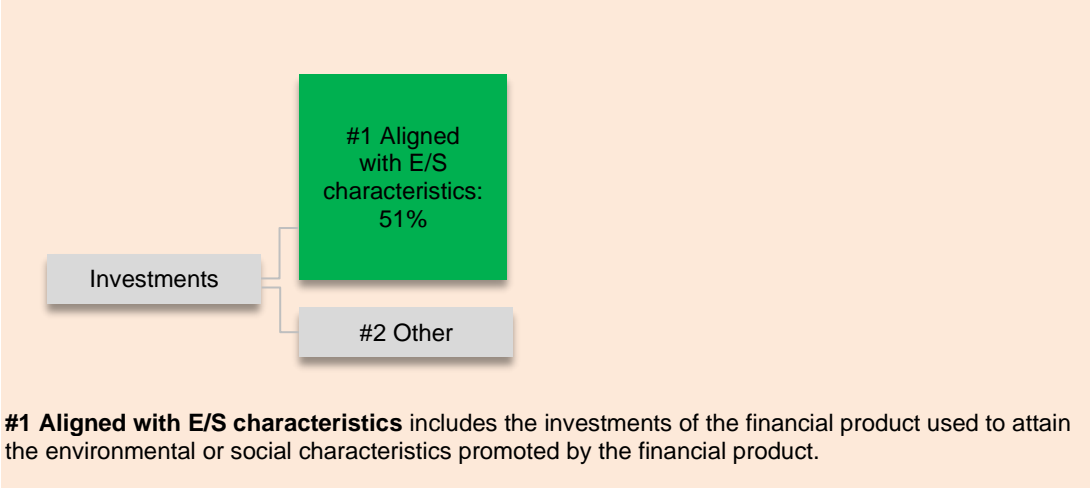 #1 Aligned
with E/S
characteristics:
51%
Investments
#2 Other
#1 Aligned with E/S characteristics includes the investments of the financial product used to attain
the environmental or social characteristics promoted by the financial product.